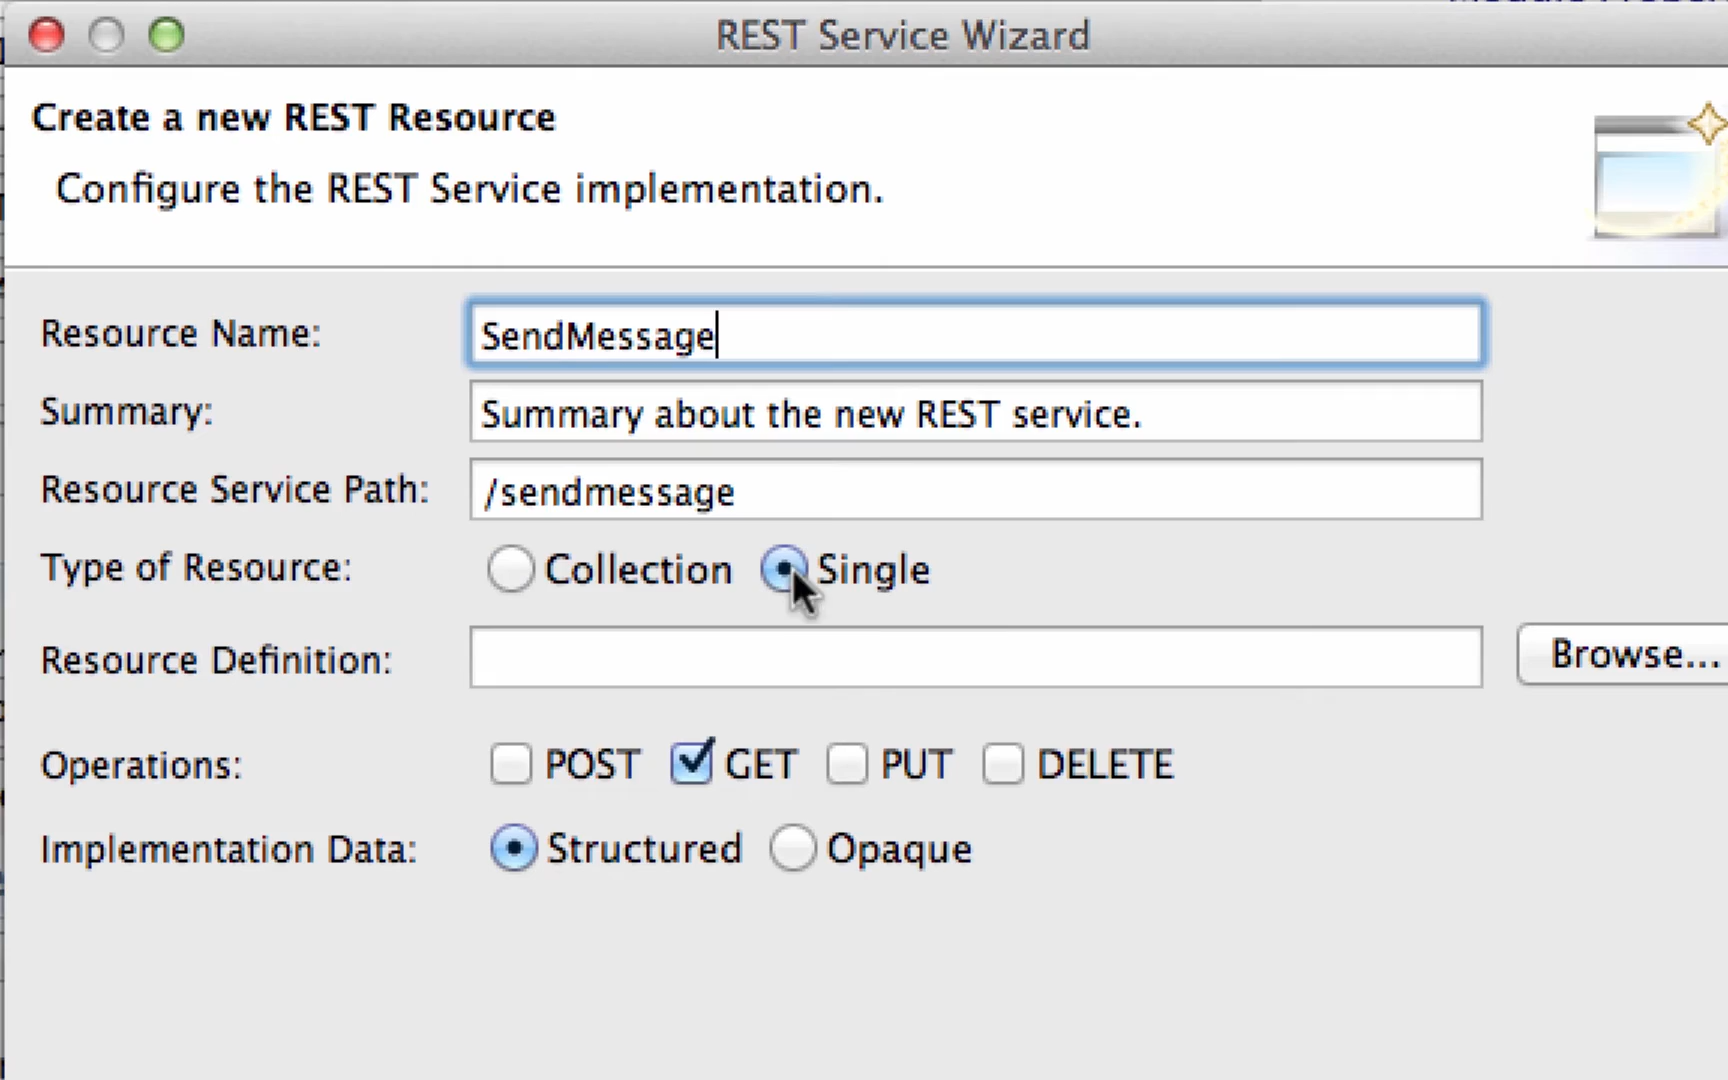 REST Service Wizard
Create a new REST Resource
Configure the REST Service implementation.
Resource Name: SendMessage
Summary: Summary about the new REST service.
Resource Service Path: /sendmessage
Type of Resource: Collection Single
Resource Definition: Browse...
Operations: POST GET PUT DELETE
Implementation Data: Structured Opaque